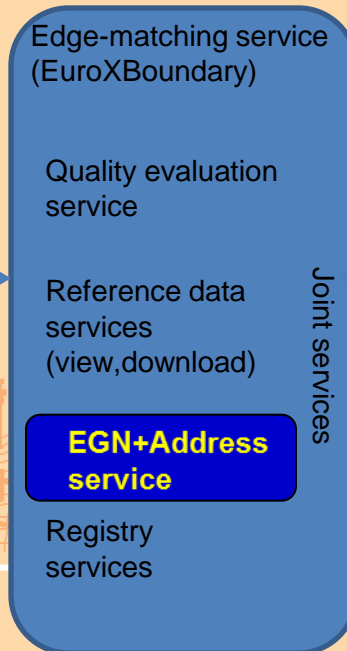 Edge-matching service
(EuroXBoundary)
Quality evaluation
service
Reference data
services
(view,download)
Joint services
EGN+Address
service
Registry
services